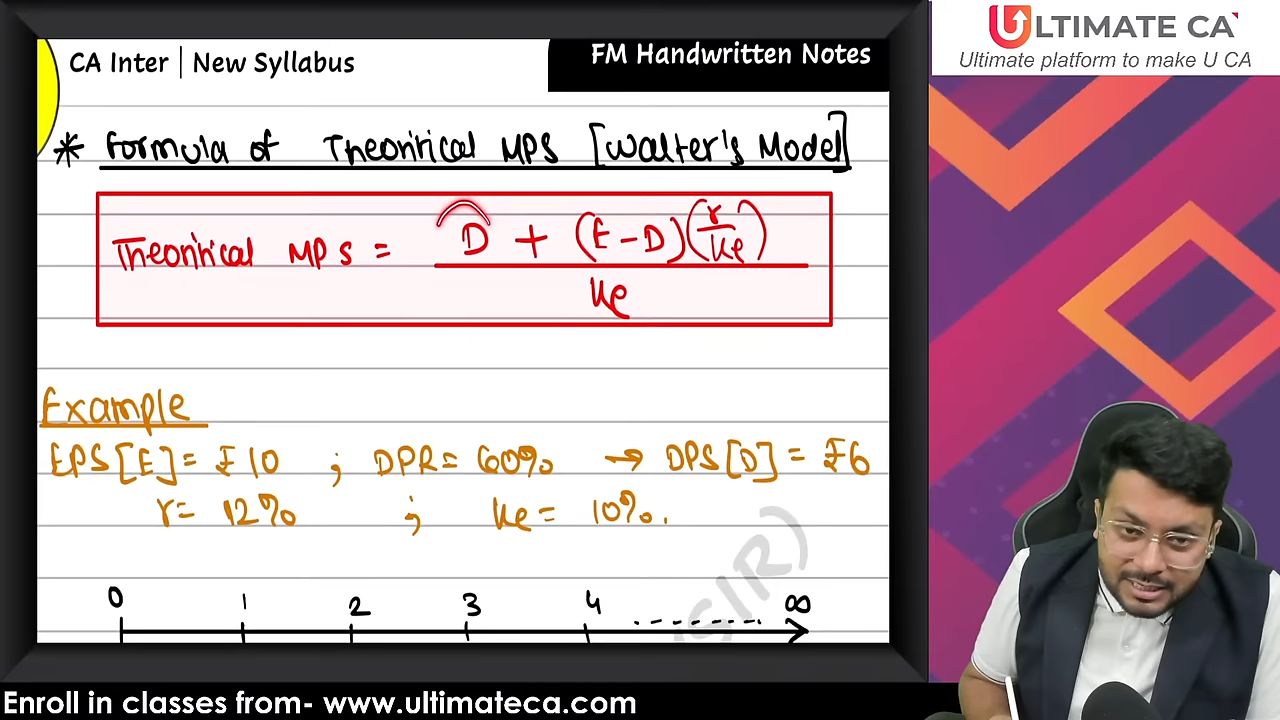 CA Inter | New Syllabus
FM Handwritten Notes
ULTIMATE CA
Ultimate platform to make U CA
* Formula of Theoritical MPS [Walter's Model]
Theoritical MPS = D + (E - D)(r/Ke) / Ke
Example
EPS[E] = ₹10 ; DPR = 60% → DPS[D] = ₹6
r = 12% ; Ke = 10%.
0 1 2 3 4 ........ ∞
SIR)
Enroll in classes from- www.ultimateca.com